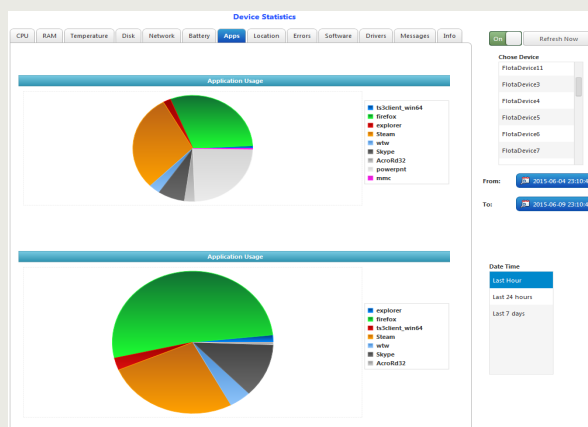 Device Statistics
CPU RAM Temperature Disk Network Battery Apps Location Errors Software Drivers Messages Info
On Refresh Now
Chose Device
FlotaDevice11
FlotaDevice3
FlotaDevice4
FlotaDevice5
FlotaDevice6
FlotaDevice7
From: 2015-06-04 23:10:4
To: 2015-06-09 23:10:4
Date Time
Last Hour
Last 24 hours
Last 7 days
Application Usage
ts3client_win64
firefox
explorer
Steam
wtw
Skype
AcroRd32
powerpnt
mmc
Application Usage
explorer
firefox
ts3client_win64
Steam
wtw
Skype
AcroRd32